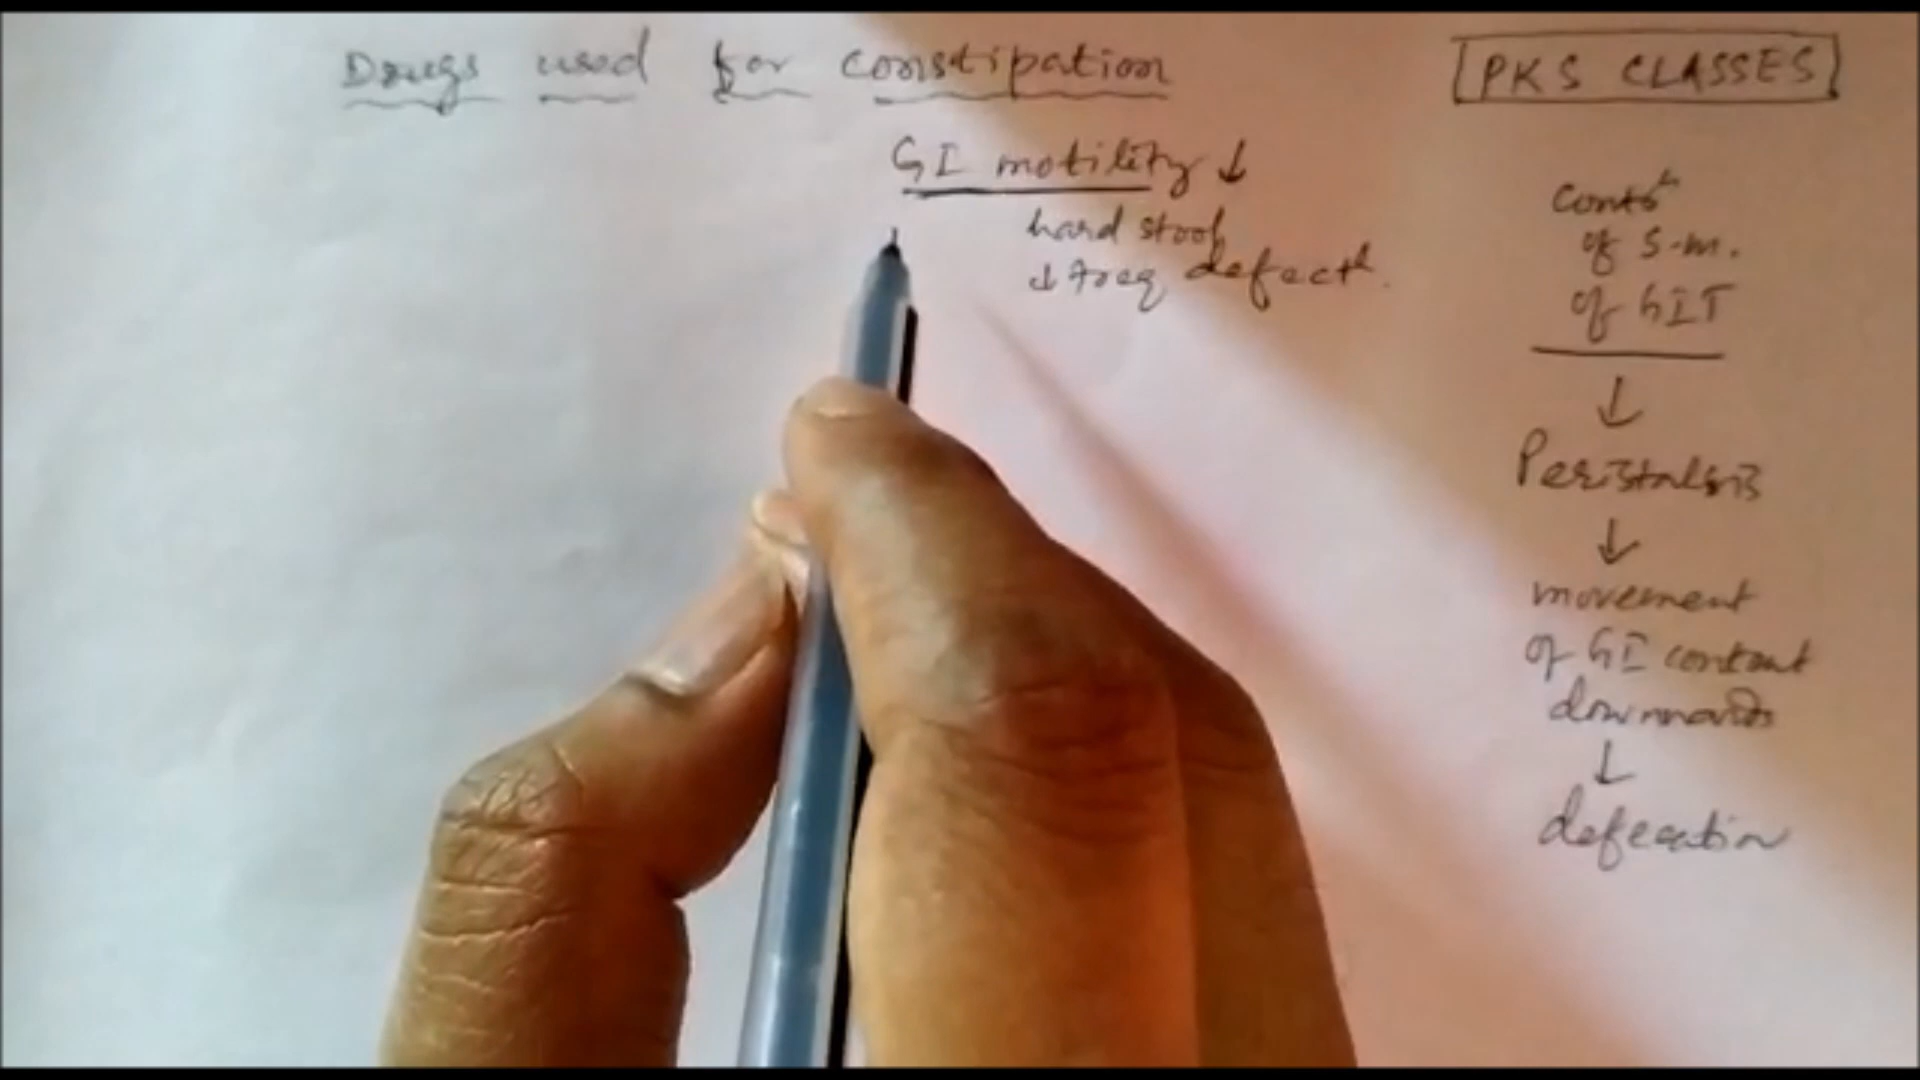 Drugs used for constipation
PKS CLASSES
GI motility ↓
hard stool
↓ freq defectⁿ.
Contrⁿ
of S.m.
of GIT
↓
Peristalsis
↓
movement
of GI content
downwards
↓
defecation